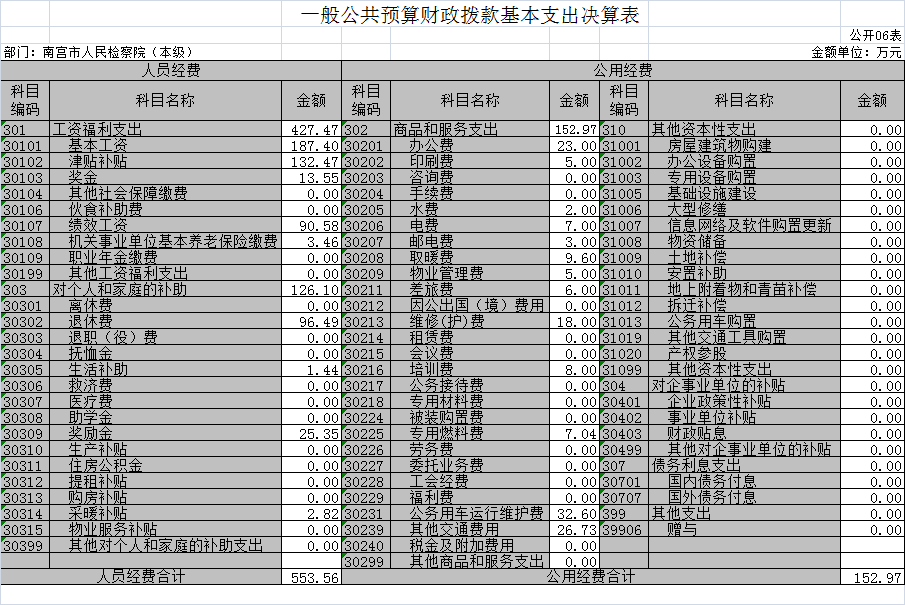 一般公共预算财政拨款基本支出决算表
公开06表
部门：南宫市人民检察院（本级） 金额单位：万元
人员经费 公用经费
科目编码 科目名称 金额 科目编码 科目名称 金额 科目编码 科目名称 金额
301 工资福利支出 427.47 302 商品和服务支出 152.97 310 其他资本性支出 0.00
30101 基本工资 187.40 30201 办公费 23.00 31001 房屋建筑物购建 0.00
30102 津贴补贴 132.47 30202 印刷费 5.00 31002 办公设备购置 0.00
30103 奖金 13.55 30203 咨询费 0.00 31003 专用设备购置 0.00
30104 其他社会保障缴费 0.00 30204 手续费 0.00 31005 基础设施建设 0.00
30106 伙食补助费 0.00 30205 水费 2.00 31006 大型修缮 0.00
30107 绩效工资 90.58 30206 电费 7.00 31007 信息网络及软件购置更新 0.00
30108 机关事业单位基本养老保险缴费 3.46 30207 邮电费 3.00 31008 物资储备 0.00
30109 职业年金缴费 0.00 30208 取暖费 9.60 31009 土地补偿 0.00
30199 其他工资福利支出 0.00 30209 物业管理费 5.00 31010 安置补助 0.00
303 对个人和家庭的补助 126.10 30211 差旅费 6.00 31011 地上附着物和青苗补偿 0.00
30301 离休费 0.00 30212 因公出国（境）费用 0.00 31012 拆迁补偿 0.00
30302 退休费 96.49 30213 维修(护)费 18.00 31013 公务用车购置 0.00
30303 退职（役）费 0.00 30214 租赁费 0.00 31019 其他交通工具购置 0.00
30304 抚恤金 0.00 30215 会议费 0.00 31020 产权参股 0.00
30305 生活补助 1.44 30216 培训费 8.00 31099 其他资本性支出 0.00
30306 救济费 0.00 30217 公务接待费 0.00 304 对企事业单位的补贴 0.00
30307 医疗费 0.00 30218 专用材料费 0.00 30401 企业政策性补贴 0.00
30308 助学金 0.00 30224 被装购置费 0.00 30402 事业单位补贴 0.00
30309 奖励金 25.35 30225 专用燃料费 7.04 30403 财政贴息 0.00
30310 生产补贴 0.00 30226 劳务费 0.00 30499 其他对企事业单位的补贴 0.00
30311 住房公积金 0.00 30227 委托业务费 0.00 307 债务利息支出 0.00
30312 提租补贴 0.00 30228 工会经费 0.00 30701 国内债务付息 0.00
30313 购房补贴 0.00 30229 福利费 0.00 30707 国外债务付息 0.00
30314 采暖补贴 2.82 30231 公务用车运行维护费 32.60 399 其他支出 0.00
30315 物业服务补贴 0.00 30239 其他交通费用 26.73 39906 赠与 0.00
30399 其他对个人和家庭的补助支出 0.00 30240 税金及附加费用 0.00
30299 其他商品和服务支出 0.00
人员经费合计 553.56 公用经费合计 152.97